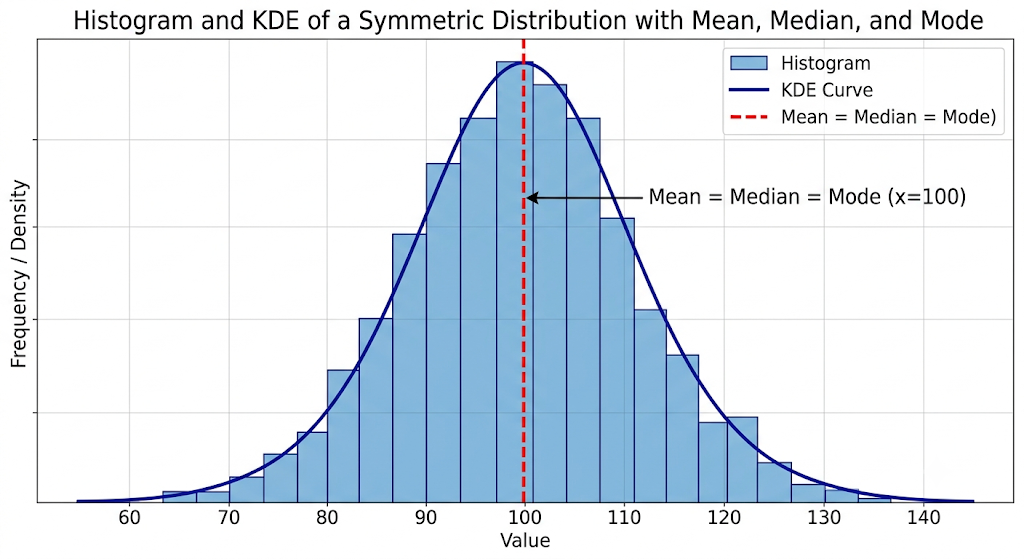 Histogram and KDE of a Symmetric Distribution with Mean, Median, and Mode
Histogram
KDE Curve
Mean = Median = Mode)
Mean = Median = Mode (x=100)
Frequency / Density
60 70 80 90 100 110 120 130 140
Value